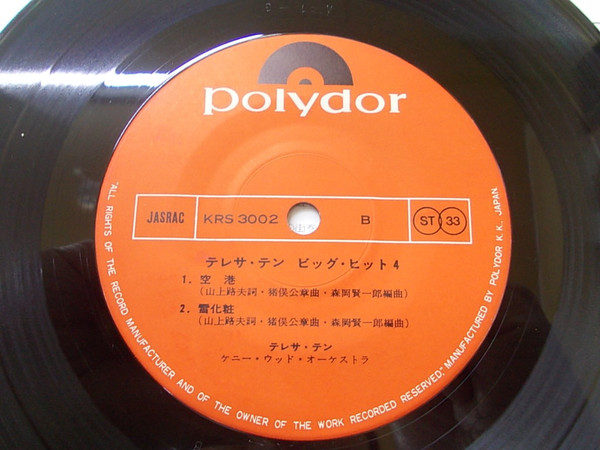 polydor
JASRAC KRS 3002 B ST 33
テレサ・テン ビッグ・ヒット4
1. 空港
(山上路夫詞・猪俣公章曲・森岡賢一郎編曲)
2. 雪化粧
(山上路夫詞・猪俣公章曲・森岡賢一郎編曲)
テレサ・テン
ケニー・ウッド・オーケストラ
"ALL RIGHTS OF THE RECORD MANUFACTURER AND OF THE OWNER OF THE WORK RECORDED RESERVED," MANUFACTURED BY POLYDOR K. K., JAPAN.